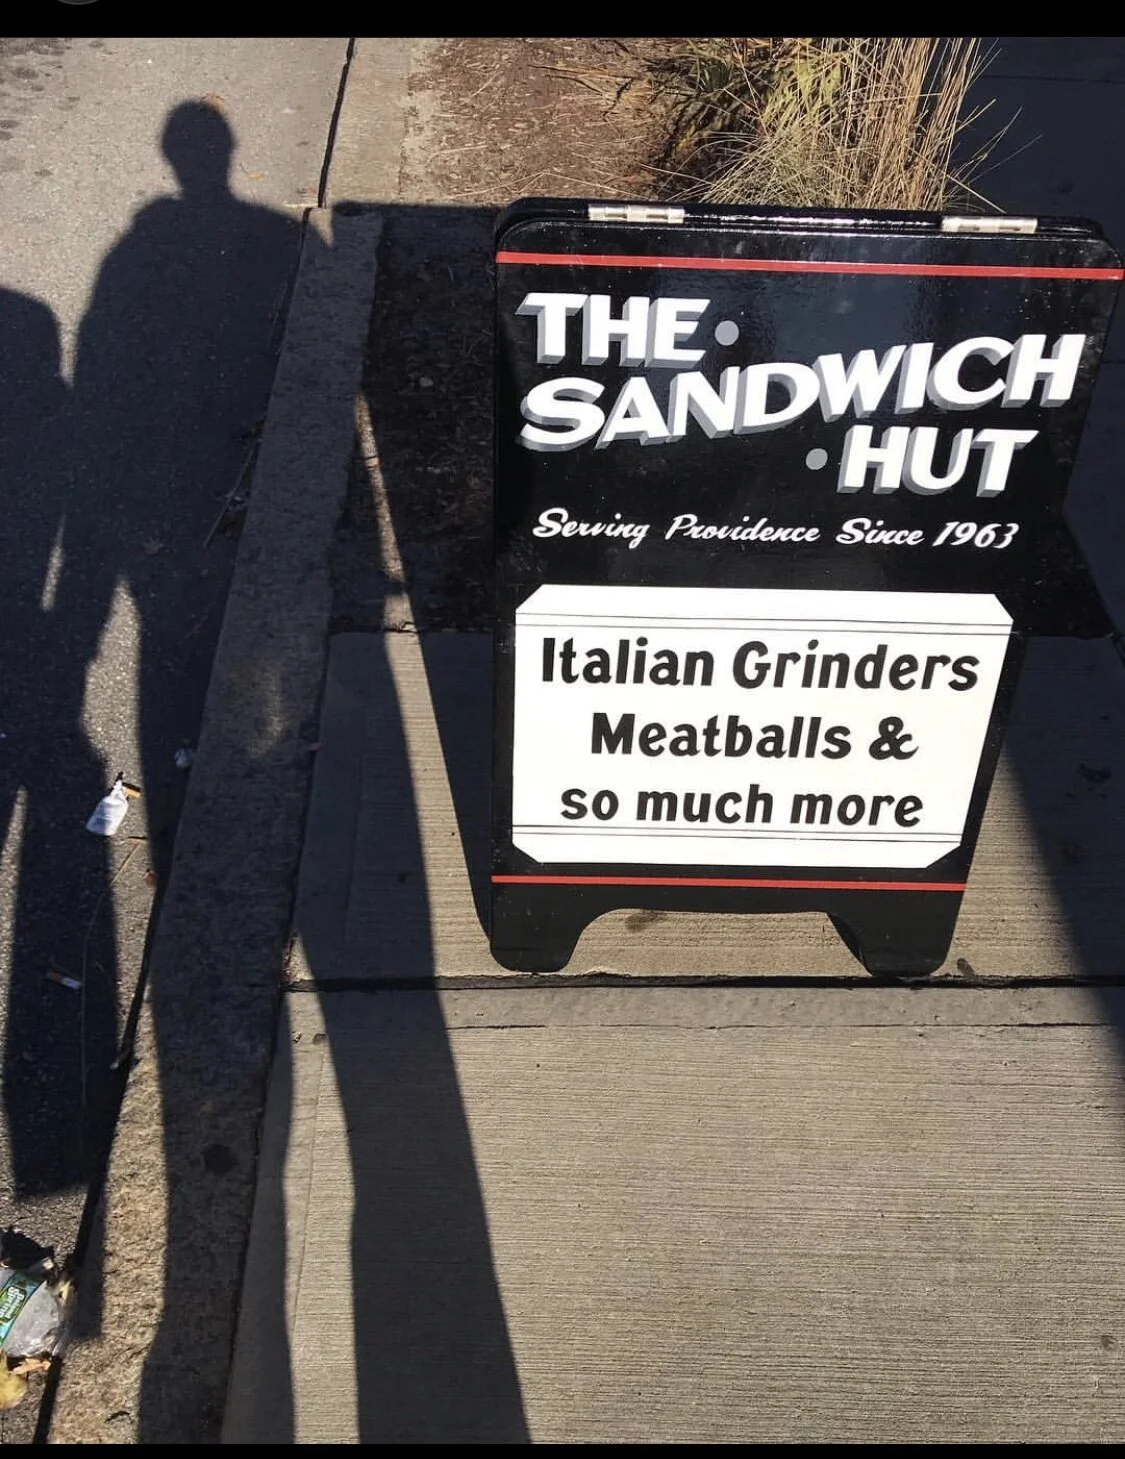 THE
SANDWICH
HUT
Serving Providence Since 1963
Italian Grinders
Meatballs &
so much more